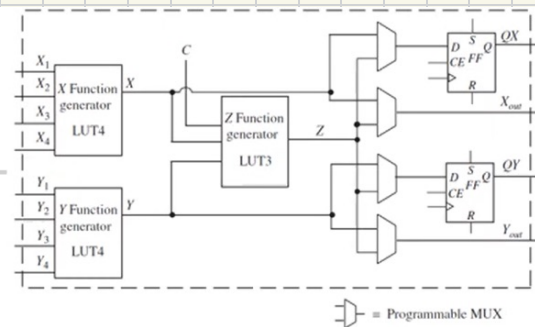 X1
X2
X3
X4
X Function
generator
LUT4
X
C
Z Function
generator
LUT3
Z
Y1
Y2
Y3
Y4
Y Function
generator
LUT4
Y
D S Q
CE FF
R
QX
Xout
D S Q
CE FF
R
QY
Yout
= Programmable MUX